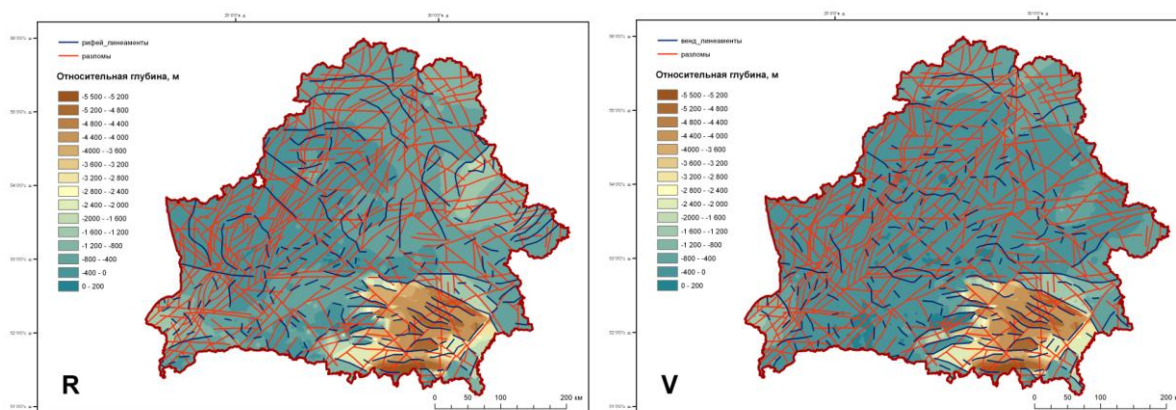 рифей_линеаменты
разломы
Относительная глубина, м
-5 500 - -5 200
-5 200 - -4 800
-4 800 - -4 400
-4 400 - -4 000
-4000 - -3 600
-3 600 - -3 200
-3 200 - -2 800
-2 800 - -2 400
-2 400 - -2 000
-2000 - -1 600
-1 600 - -1 200
-1 200 - -800
-800 - -400
-400 - 0
0 - 200
R
0 50 100 200 км
венд_линеаменты
разломы
Относительная глубина, м
-5 500 - -5 200
-5 200 - -4 800
-4 800 - -4 400
-4 400 - -4 000
-4000 - -3 600
-3 600 - -3 200
-3 200 - -2 800
-2 800 - -2 400
-2 400 - -2 000
-2000 - -1 600
-1 600 - -1 200
-1 200 - -800
-800 - -400
-400 - 0
0 - 200
V
0 50 100 200